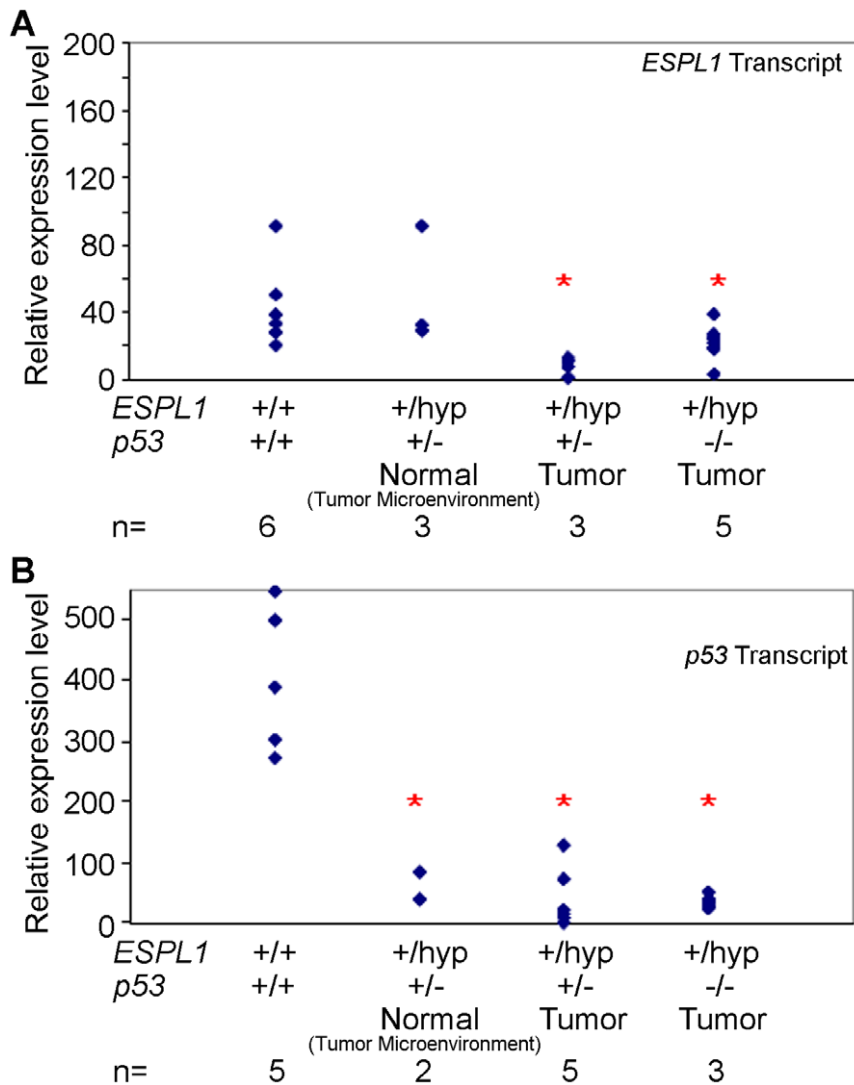 A
200
160
120
80
40
0
Relative expression level
ESPL1 Transcript
* *
ESPL1 +/+ +/hyp +/hyp +/hyp
p53 +/+ +/- +/- -/-
Normal Tumor Tumor
(Tumor Microenvironment)
n= 6 3 3 5
B
500
400
300
200
100
0
Relative expression level
p53 Transcript
* * *
ESPL1 +/+ +/hyp +/hyp +/hyp
p53 +/+ +/- +/- -/-
Normal Tumor Tumor
(Tumor Microenvironment)
n= 5 2 5 3